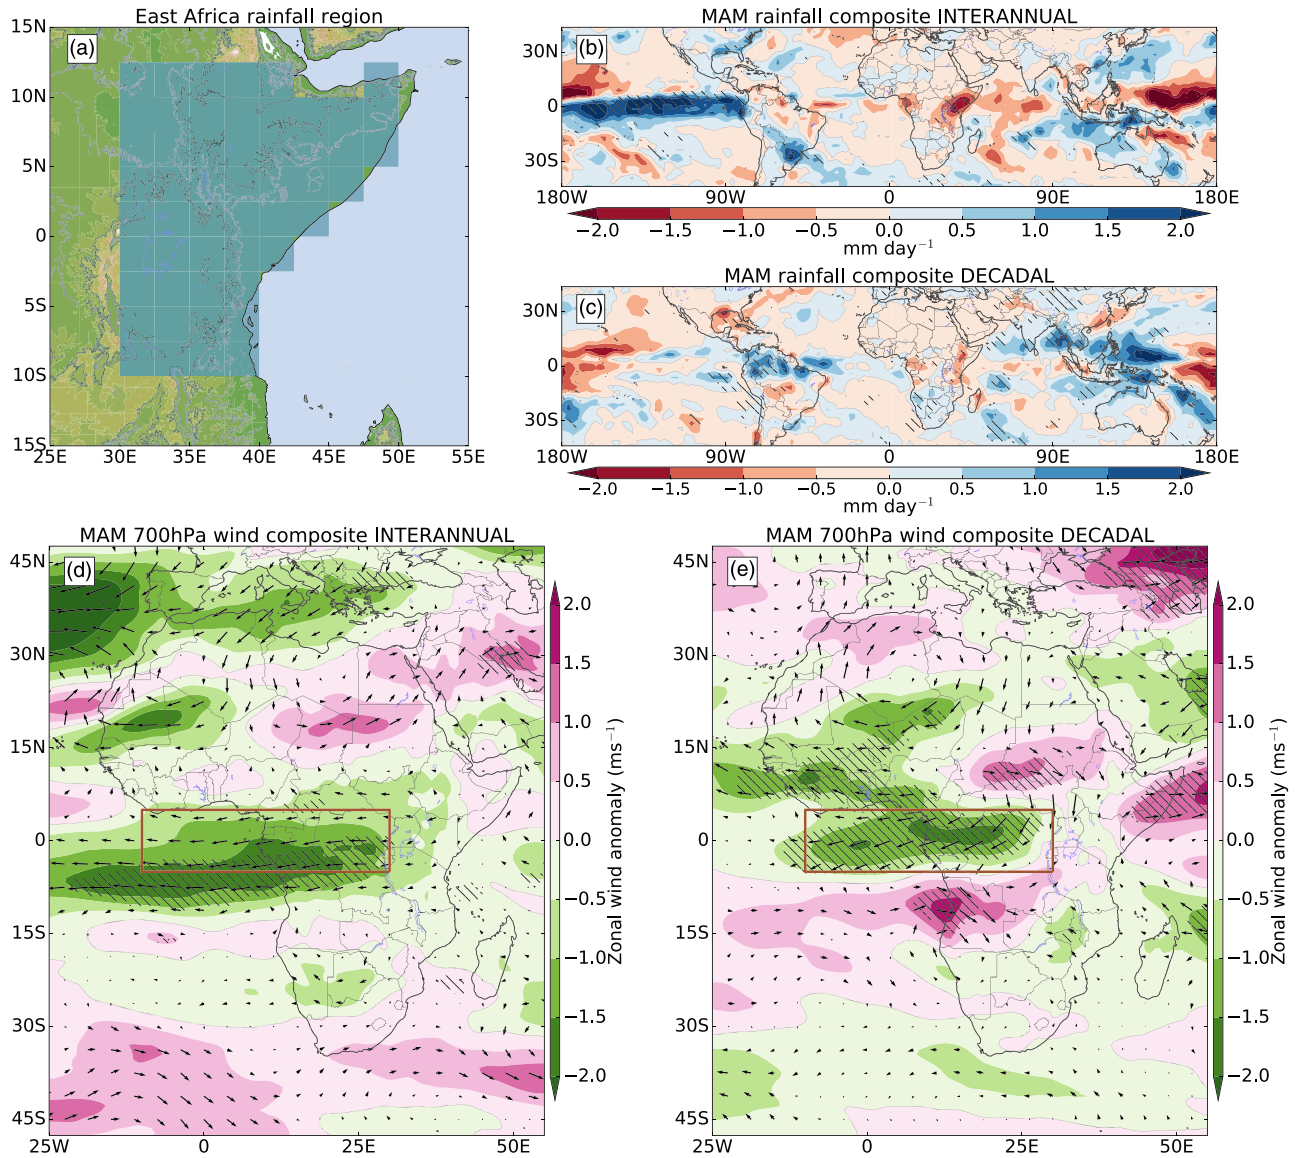 East Africa rainfall region
(a)
15N
10N
5N
0
5S
10S
15S
25E 30E 35E 40E 45E 50E 55E
MAM rainfall composite INTERANNUAL
(b)
30N
0
30S
180W 90W 0 90E 180E
−2.0 −1.5 −1.0 −0.5 0.0 0.5 1.0 1.5 2.0
mm day⁻¹
MAM rainfall composite DECADAL
(c)
30N
0
30S
180W 90W 0 90E 180E
−2.0 −1.5 −1.0 −0.5 0.0 0.5 1.0 1.5 2.0
mm day⁻¹
MAM 700hPa wind composite INTERANNUAL
(d)
45N
30N
15N
0
15S
30S
45S
25W 0 25E 50E
2.0
1.5
1.0
0.5
0.0
−0.5
−1.0
−1.5
−2.0
Zonal wind anomaly (ms⁻¹)
MAM 700hPa wind composite DECADAL
(e)
45N
30N
15N
0
15S
30S
45S
25W 0 25E 50E
2.0
1.5
1.0
0.5
0.0
−0.5
−1.0
−1.5
−2.0
Zonal wind anomaly (ms⁻¹)